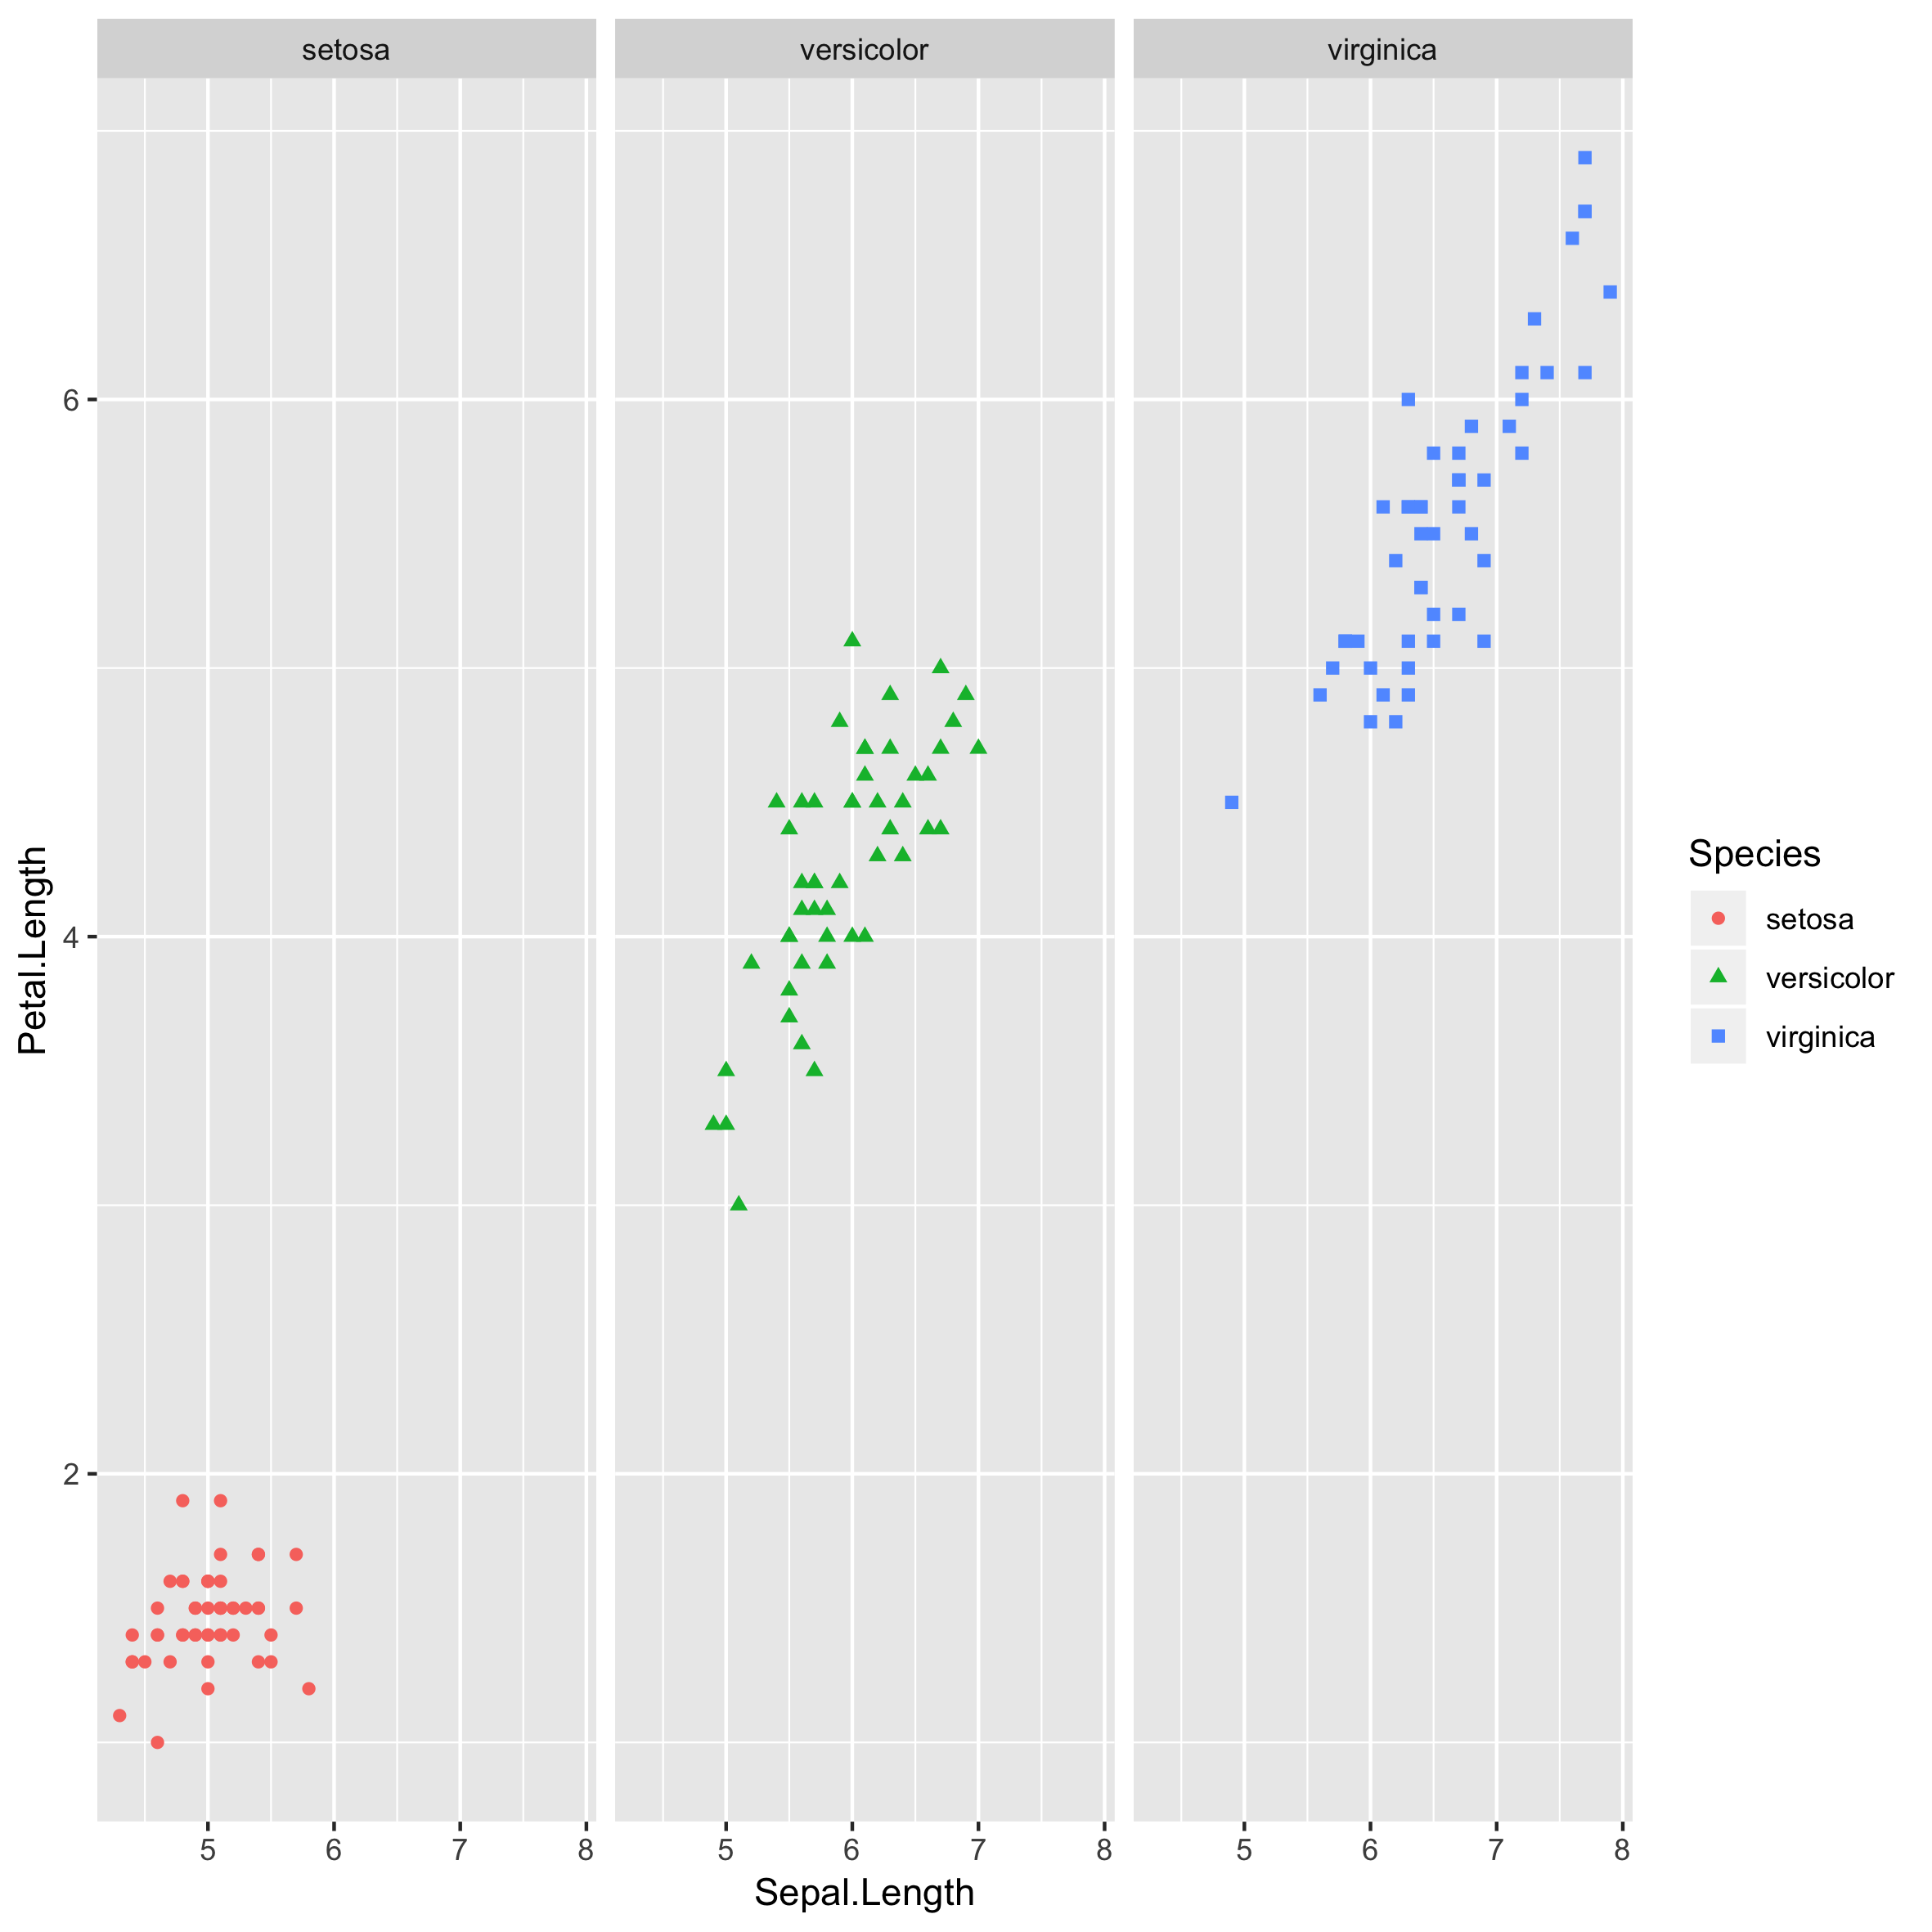 setosa
versicolor
virginica
6
4
2
Petal.Length
5 6 7 8
5 6 7 8
5 6 7 8
Sepal.Length
Species
setosa
versicolor
virginica